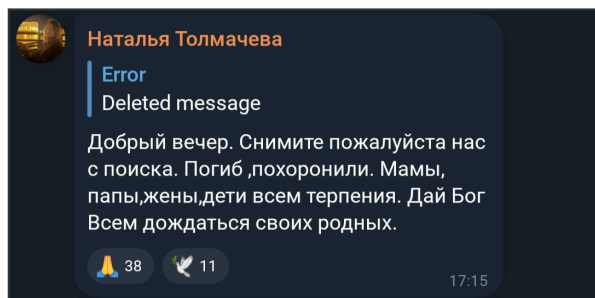 Наталья Толмачева
Error
Deleted message
Добрый вечер. Снимите пожалуйста нас
с поиска. Погиб ,похоронили. Мамы,
папы,жены,дети всем терпения. Дай Бог
Всем дождаться своих родных.
🙏 38 🕊 11
17:15